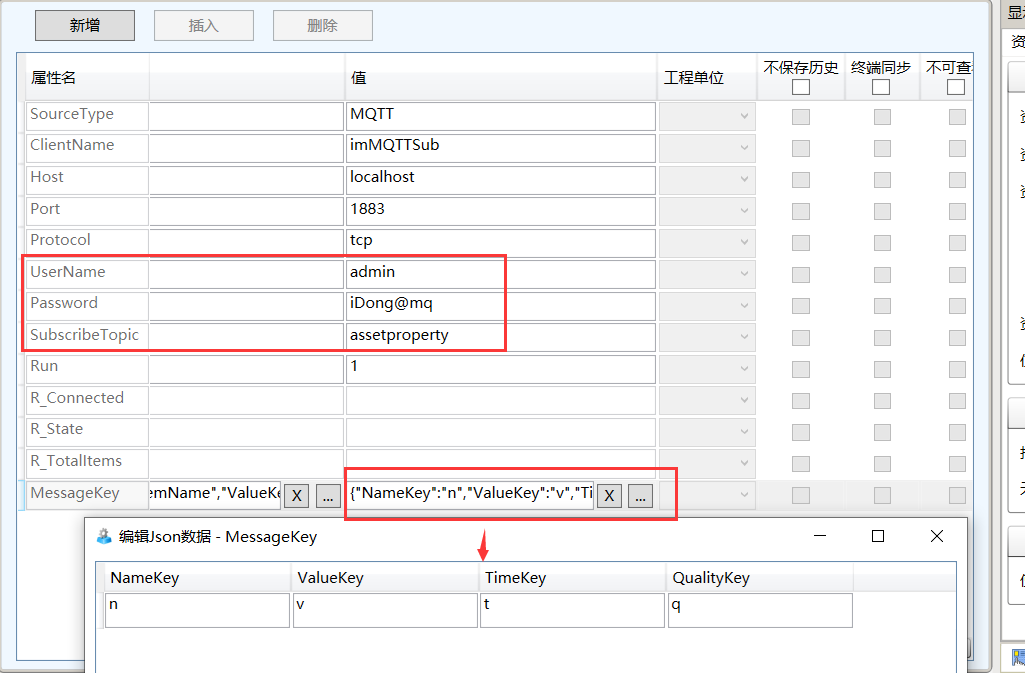 新增 插入 删除
属性名 值 工程单位 不保存历史 终端同步 不可查
SourceType MQTT
ClientName imMQTTSub
Host localhost
Port 1883
Protocol tcp
UserName admin
Password iDong@mq
SubscribeTopic assetproperty
Run 1
R_Connected
R_State
R_TotalItems
MessageKey emName","ValueKe X ... {"NameKey":"n","ValueKey":"v","Ti X ...
编辑Json数据 - MessageKey
NameKey ValueKey TimeKey QualityKey
n v t q